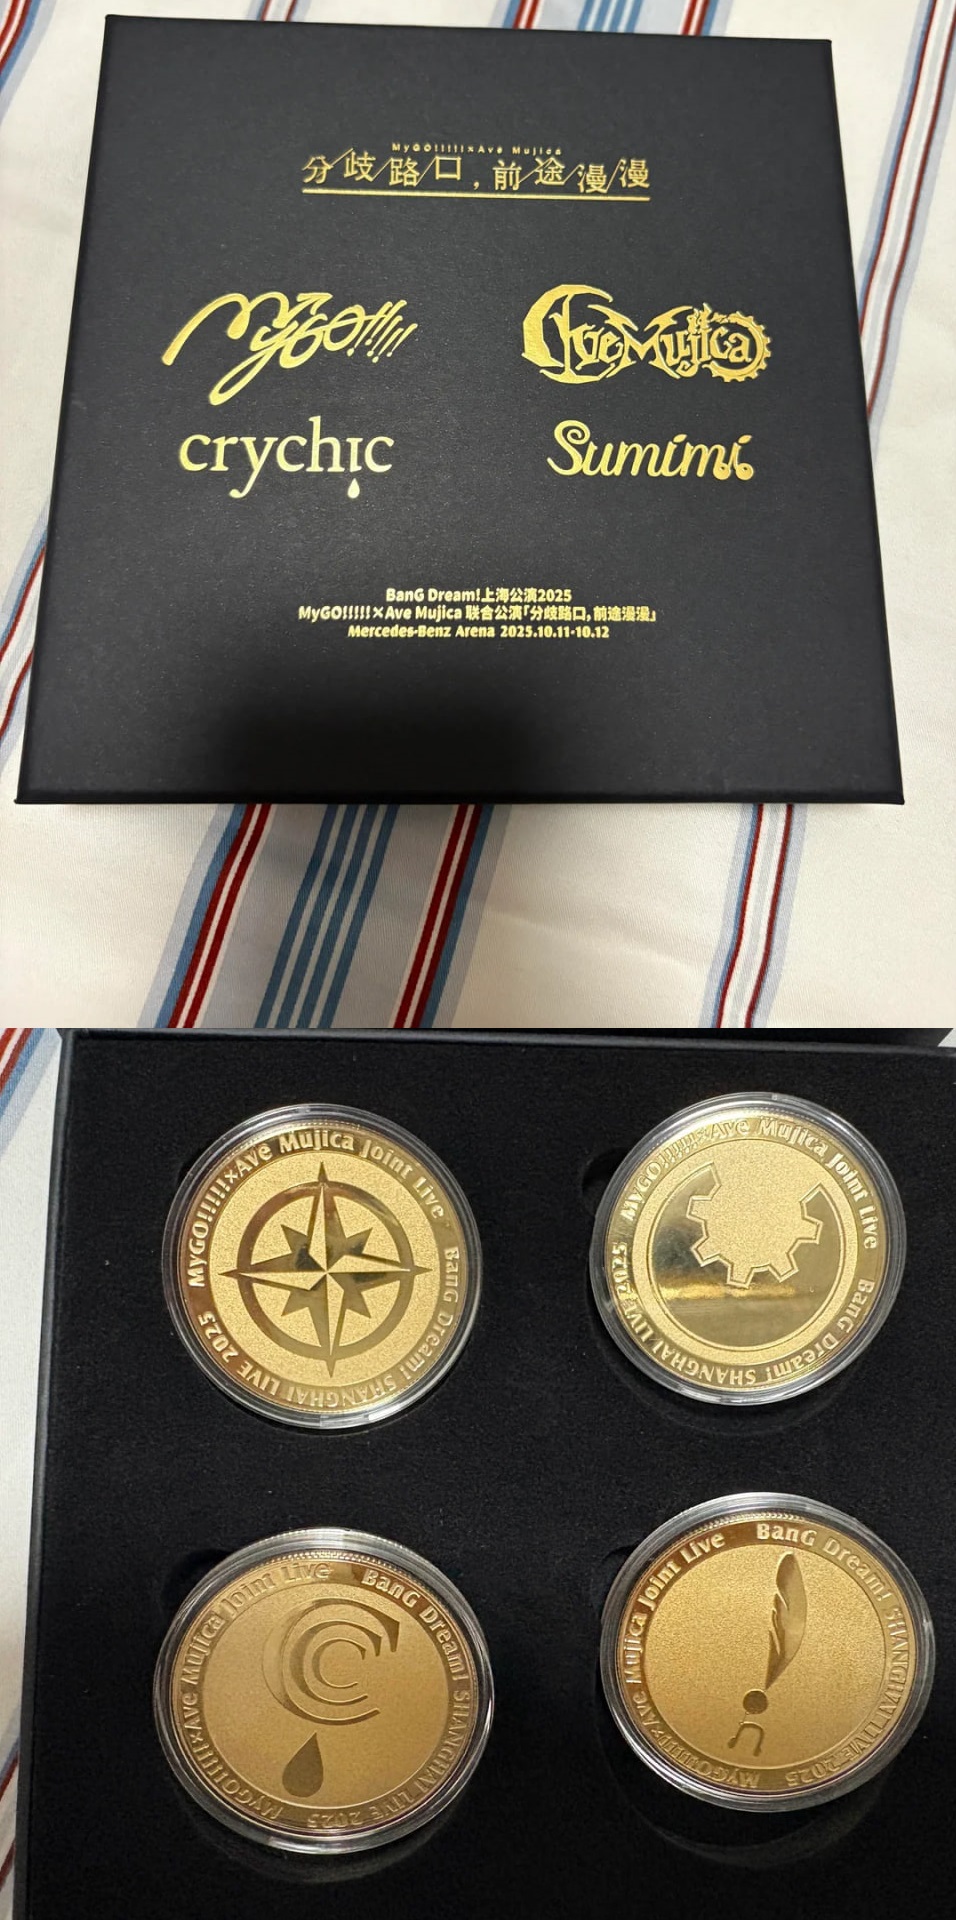 MyGO!!!!!×Ave Mujica
分歧路口,前途漫漫
MyGO!!!!!
Ave Mujica
crychic
Sumimi
BanG Dream!上海公演2025
MyGO!!!!!×Ave Mujica 联合公演「分歧路口,前途漫漫」
Mercedes-Benz Arena 2025.10.11-10.12
MyGO!!!!!×Ave Mujica Joint Live BanG Dream! SHANGHAI LIVE 2025
MyGO!!!!!×Ave Mujica Joint Live BanG Dream! SHANGHAI LIVE 2025
MyGO!!!!!×Ave Mujica Joint Live BanG Dream! SHANGHAI LIVE 2025
MyGO!!!!!×Ave Mujica Joint Live BanG Dream! SHANGHAI LIVE 2025